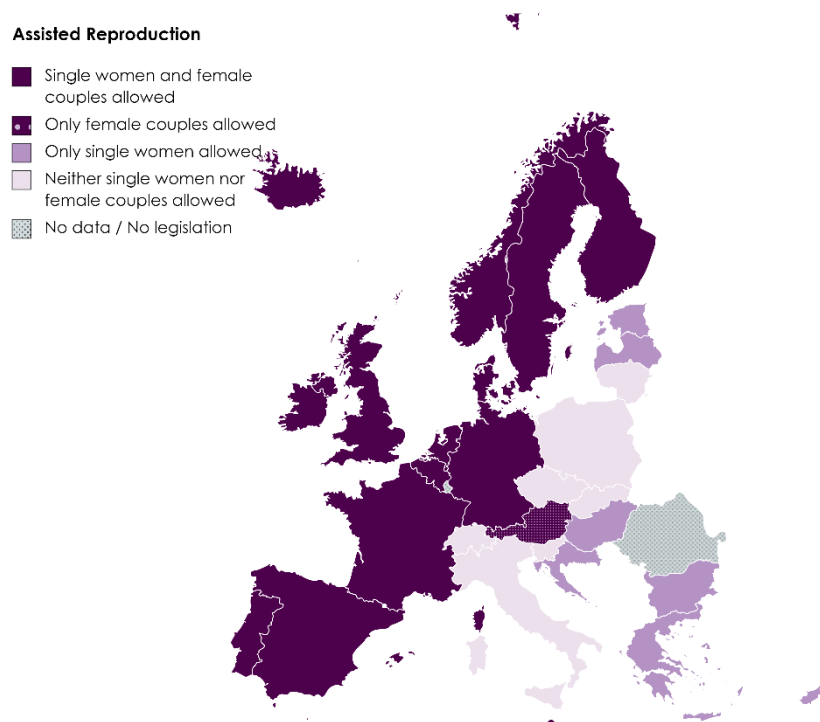 Assisted Reproduction
Single women and female
couples allowed
Only female couples allowed
Only single women allowed
Neither single women nor
female couples allowed
No data / No legislation